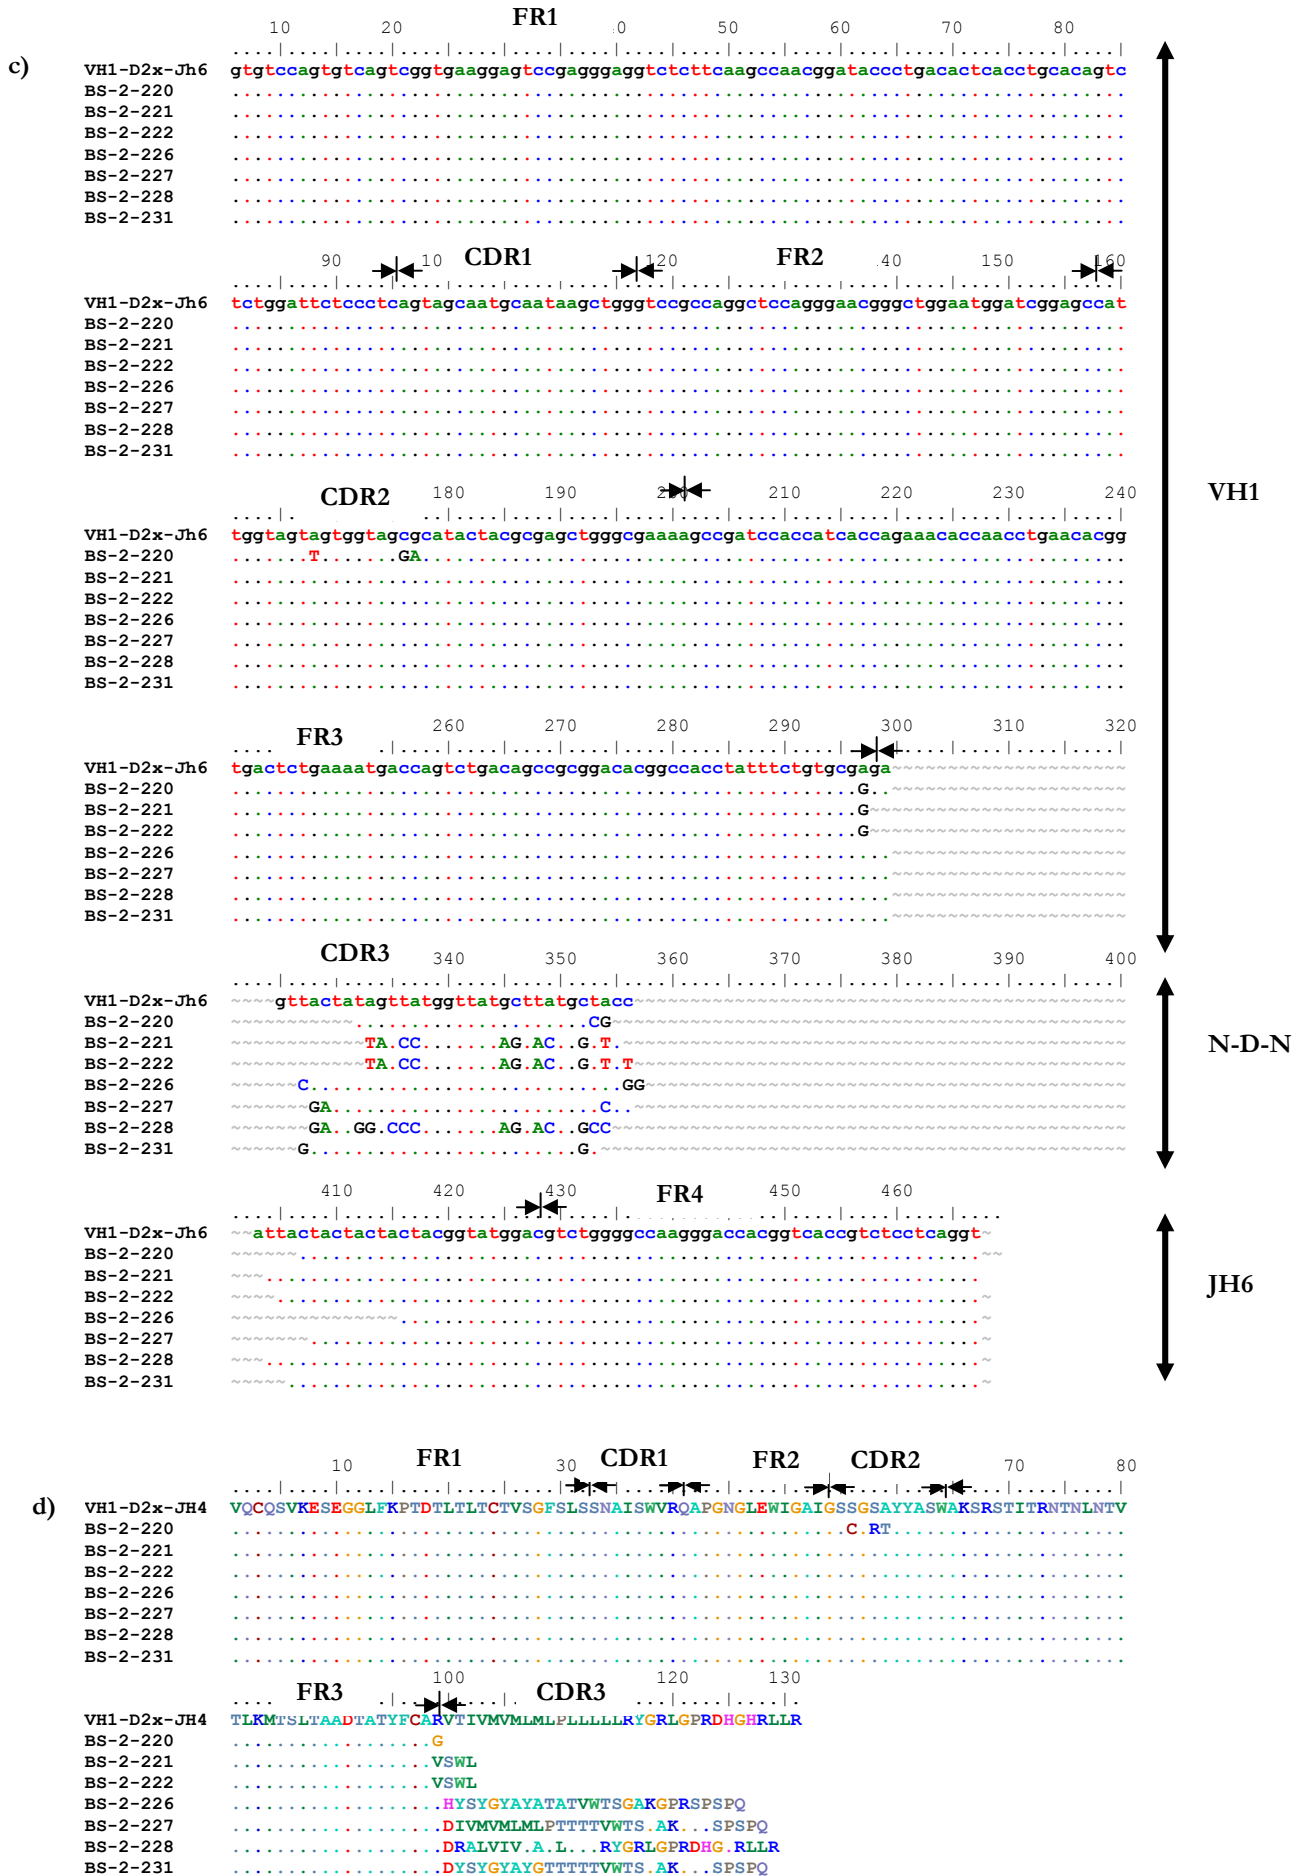 FR1
10 20 30 40 50 60 70 80
c)
VH1-D2x-Jh6 gtgtccagtgtcagtcggtgaaggagtccgagggaggtctcttcaagccaacggataccctgacactcacctgcacagtc
BS-2-220 ................................................................................
BS-2-221 ................................................................................
BS-2-222 ................................................................................
BS-2-226 ................................................................................
BS-2-227 ................................................................................
BS-2-228 ................................................................................
BS-2-231 ................................................................................
CDR1 FR2
90 10 120 40 150 160
VH1-D2x-Jh6 tctggattctccctcagtagcaatgcaataagctgggtccgccaggctccagggaacgggctggaatggatcggagccat
BS-2-220 ................................................................................
BS-2-221 ................................................................................
BS-2-222 ................................................................................
BS-2-226 ................................................................................
BS-2-227 ................................................................................
BS-2-228 ................................................................................
BS-2-231 ................................................................................
VH1
CDR2
180 190 200 210 220 230 240
VH1-D2x-Jh6 tggtagtagtggtagcgcatactacgcgagctgggcgaaaagccgatccaccatcaccagaaacaccaacctgaacacgg
BS-2-220 .......T.......GA...............................................................
BS-2-221 ................................................................................
BS-2-222 ................................................................................
BS-2-226 ................................................................................
BS-2-227 ................................................................................
BS-2-228 ................................................................................
BS-2-231 ................................................................................
FR3
260 270 280 290 300 310 320
VH1-D2x-Jh6 tgactctgaaaatgaccagtctgacagccgcggacacggccacctatttctgtgcgaga~~~~~~~~~~~~~~~~~~~~~
BS-2-220 ........................................................G..~~~~~~~~~~~~~~~~~~~~~
BS-2-221 ........................................................G~~~~~~~~~~~~~~~~~~~~~~~
BS-2-222 ........................................................G~~~~~~~~~~~~~~~~~~~~~~~
BS-2-226 ...........................................................~~~~~~~~~~~~~~~~~~~~~
BS-2-227 ...........................................................~~~~~~~~~~~~~~~~~~~~~
BS-2-228 ...........................................................~~~~~~~~~~~~~~~~~~~~~
BS-2-231 ...........................................................~~~~~~~~~~~~~~~~~~~~~
CDR3
340 350 360 370 380 390 400
VH1-D2x-Jh6 ~~~~gttactatagttatggttatgcttatgctacc~~~~~~~~~~~~~~~~~~~~~~~~~~~~~~~~~~~~~~~~~~~~
BS-2-220 ~~~~~~~~~~~.....................CG~~~~~~~~~~~~~~~~~~~~~~~~~~~~~~~~~~~~~~~~~~~~~~
BS-2-221 ~~~~~~~~~~~~TA.CC.......AG.AC..G.T.~~~~~~~~~~~~~~~~~~~~~~~~~~~~~~~~~~~~~~~~~~~~~
BS-2-222 ~~~~~~~~~~~~TA.CC.......AG.AC..G.T.T~~~~~~~~~~~~~~~~~~~~~~~~~~~~~~~~~~~~~~~~~~~~
BS-2-226 ~~~~~~C............................GG~~~~~~~~~~~~~~~~~~~~~~~~~~~~~~~~~~~~~~~~~~~
BS-2-227 ~~~~~~~GA........................C..~~~~~~~~~~~~~~~~~~~~~~~~~~~~~~~~~~~~~~~~~~~~
BS-2-228 ~~~~~~~GA..GG.CCC.......AG.AC..GCC~~~~~~~~~~~~~~~~~~~~~~~~~~~~~~~~~~~~~~~~~~~~~~
BS-2-231 ~~~~~~G........................G.~~~~~~~~~~~~~~~~~~~~~~~~~~~~~~~~~~~~~~~~~~~~~~~
N-D-N
FR4
410 420 430 450 460
VH1-D2x-Jh6 ~~attactactactactacggtatggacgtctggggccaagggaccacggtcaccgtctcctcaggt~
BS-2-220 ~~~~~~.............................................................~~
BS-2-221 ~~~................................................................
BS-2-222 ~~~~...............................................................~
BS-2-226 ~~~~~~~~~~~~~~~....................................................~
BS-2-227 ~~~~~~~............................................................~
BS-2-228 ~~~................................................................~
BS-2-231 ~~~~~..............................................................~
JH6
FR1 CDR1 FR2 CDR2
10 30 70 80
d)
VH1-D2x-JH4 VQCQSVKESEGGLFKPTDTLTLTCTVSGFSLSSNAISWVRQAPGNGLEWIGAIGSSGSAYYASWAKSRSTITRNTNLNTV
BS-2-220 .......................................................C.RT.....................
BS-2-221 ................................................................................
BS-2-222 ................................................................................
BS-2-226 ................................................................................
BS-2-227 ................................................................................
BS-2-228 ................................................................................
BS-2-231 ................................................................................
FR3 CDR3
100 120 130
VH1-D2x-JH4 TLKMTSLTAADTATYFCARVTIVMVMLMLPLLLLLRYGRLGPRDHGHRLLR
BS-2-220 ..................G
BS-2-221 ..................VSWL
BS-2-222 ..................VSWL
BS-2-226 ...................HYSYGYAYATATVWTSGAKGPRSPSPQ
BS-2-227 ...................DIVMVMLMLPTTTTVWTS.AK...SPSPQ
BS-2-228 ...................DRALVIV.A.L...RYGRLGPRDHG.RLLR
BS-2-231 ...................DYSYGYAYGTTTTTVWTS.AK...SPSPQ